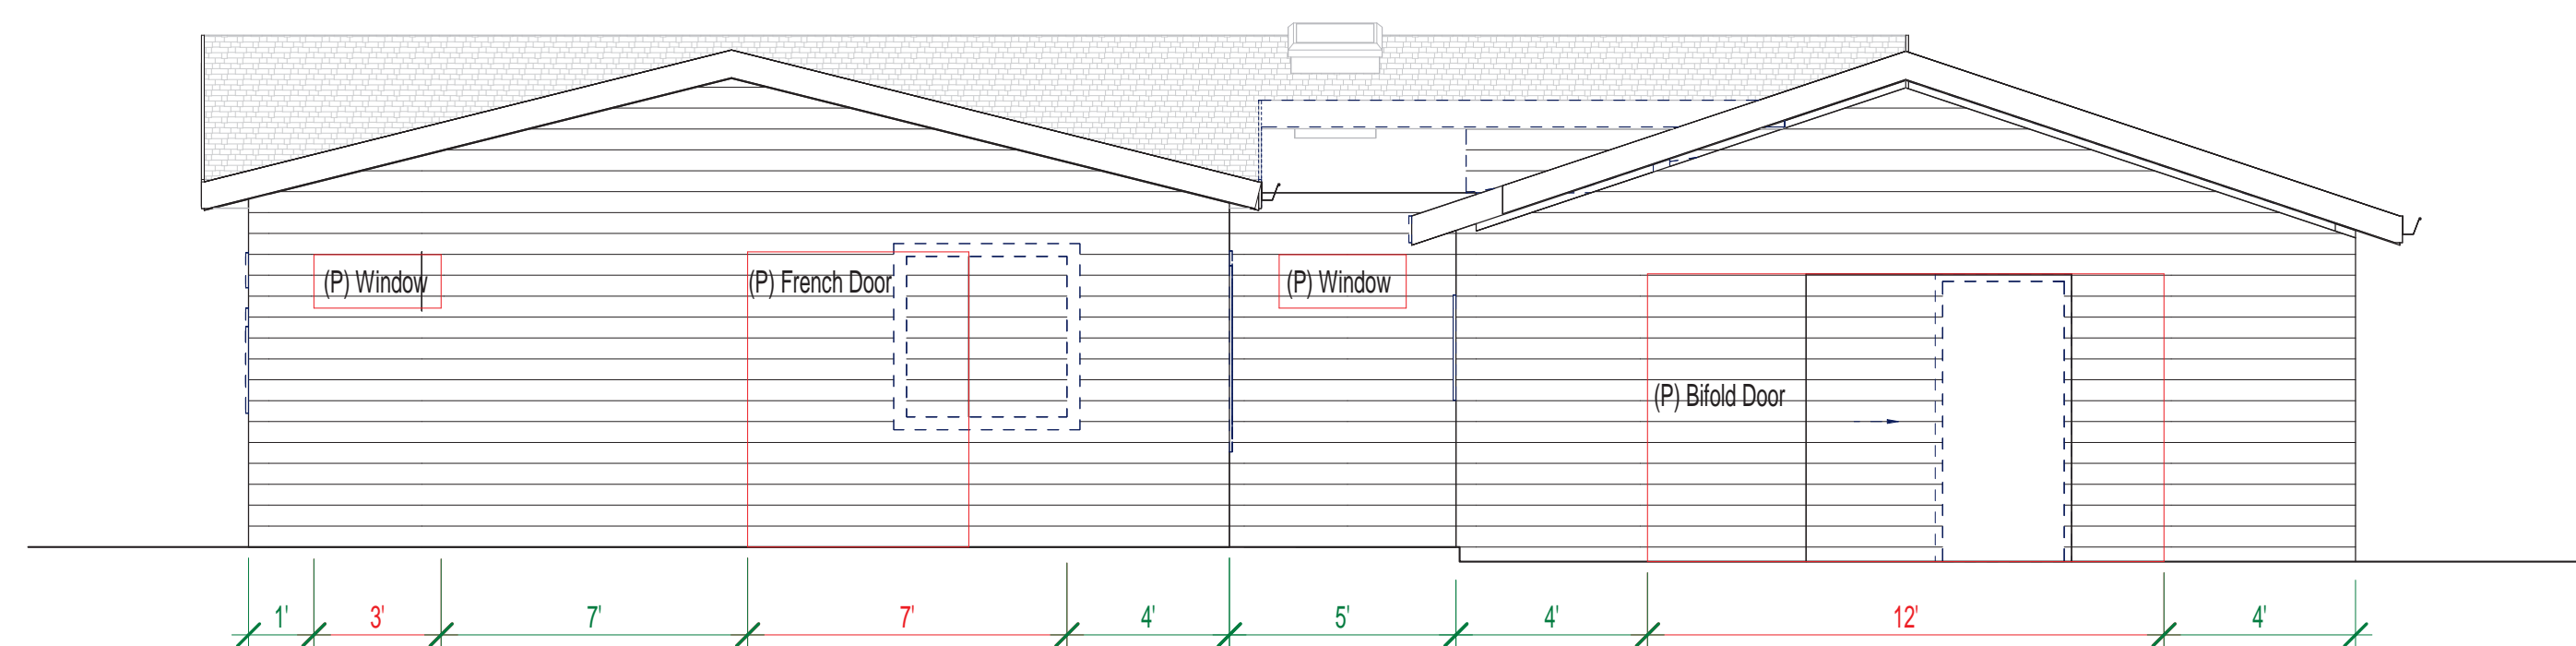 (P) Window
(P) French Door
(P) Window
(P) Bifold Door
1' 3' 7' 7' 4' 5' 4' 12' 4'